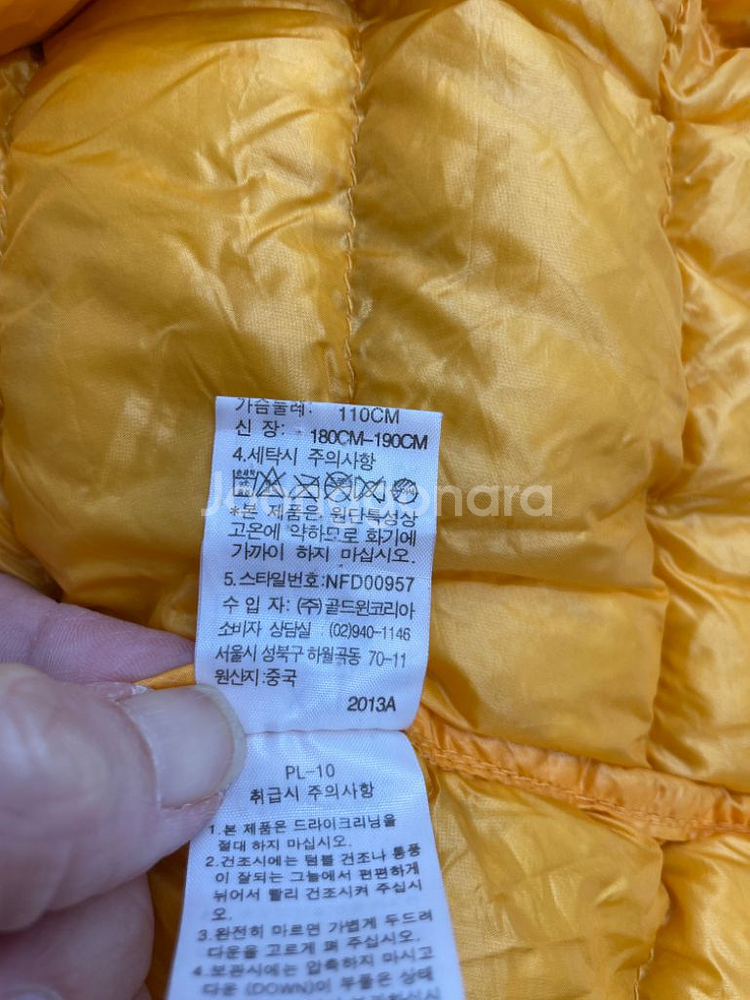 가슴둘레: 110CM
신 장: 180CM-190CM
4.세탁시 주의사항
Joonggonara
*본 제품은 원단특성상
고온에 약하므로 화기에
가까이 하지 마십시오.
5.스타일번호:NFD00957
수 입 자: (주)골드윈코리아
소비자 상담실 (02)940-1146
서울시 성북구 하월곡동 70-11
원산지:중국
2013A
PL-10
취급시 주의사항
1.본 제품은 드라이크리닝을
절대 하지 마십시오.
2.건조시에는 텀블 건조나 통풍
이 잘되는 그늘에서 편편하게
뉘어서 빨리 건조시켜 주십시
오.
3.완전히 마르면 가볍게 두드려
다운을 고르게 펴 주십시오.
4.보관시에는 압축하지 마시고
다운 (DOWN)이 부풀은 상태